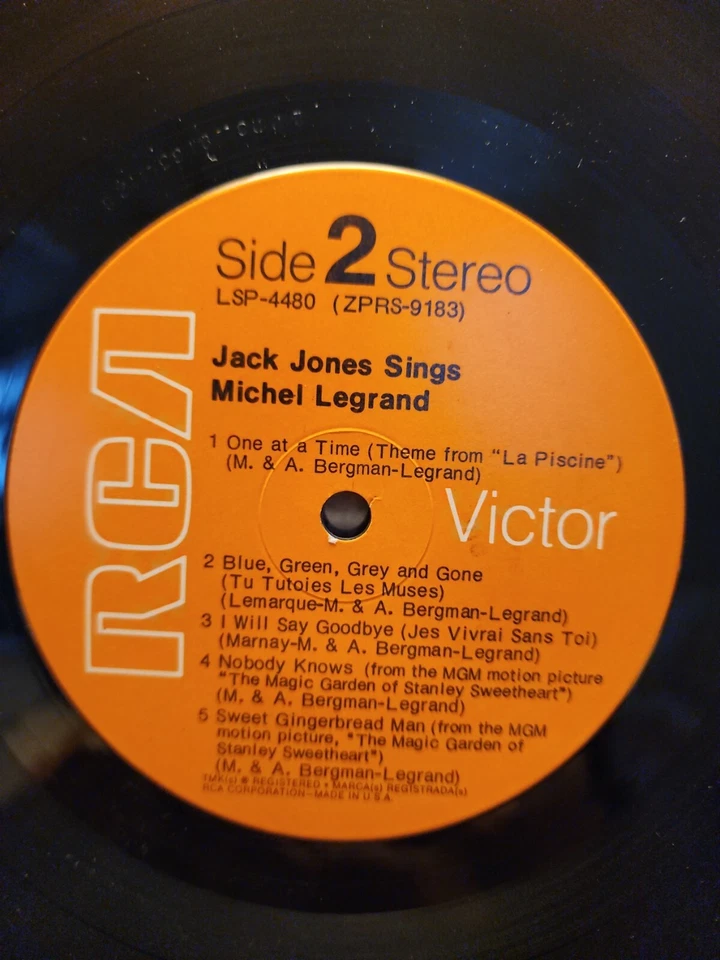 Side 2 Stereo
LSP-4480 (ZPRS-9183)
Jack Jones Sings
Michel Legrand
1 One at a Time (Theme from "La Piscine")
(M. & A. Bergman-Legrand)
RCA
Victor
2 Blue, Green, Grey and Gone
(Tu Tutoies Les Muses)
(Lemarque-M. & A. Bergman-Legrand)
3 I Will Say Goodbye (Jes Vivrai Sans Toi)
(Marnay-M. & A. Bergman-Legrand)
4 Nobody Knows (from the MGM motion picture
"The Magic Garden of Stanley Sweetheart")
(M. & A. Bergman-Legrand)
5 Sweet Gingerbread Man (from the MGM
motion picture, "The Magic Garden of
Stanley Sweetheart")
(M. & A. Bergman-Legrand)
TMK(s) ® REGISTERED • MARCA(s) REGISTRADA(s)
RCA CORPORATION—MADE IN U.S.A.